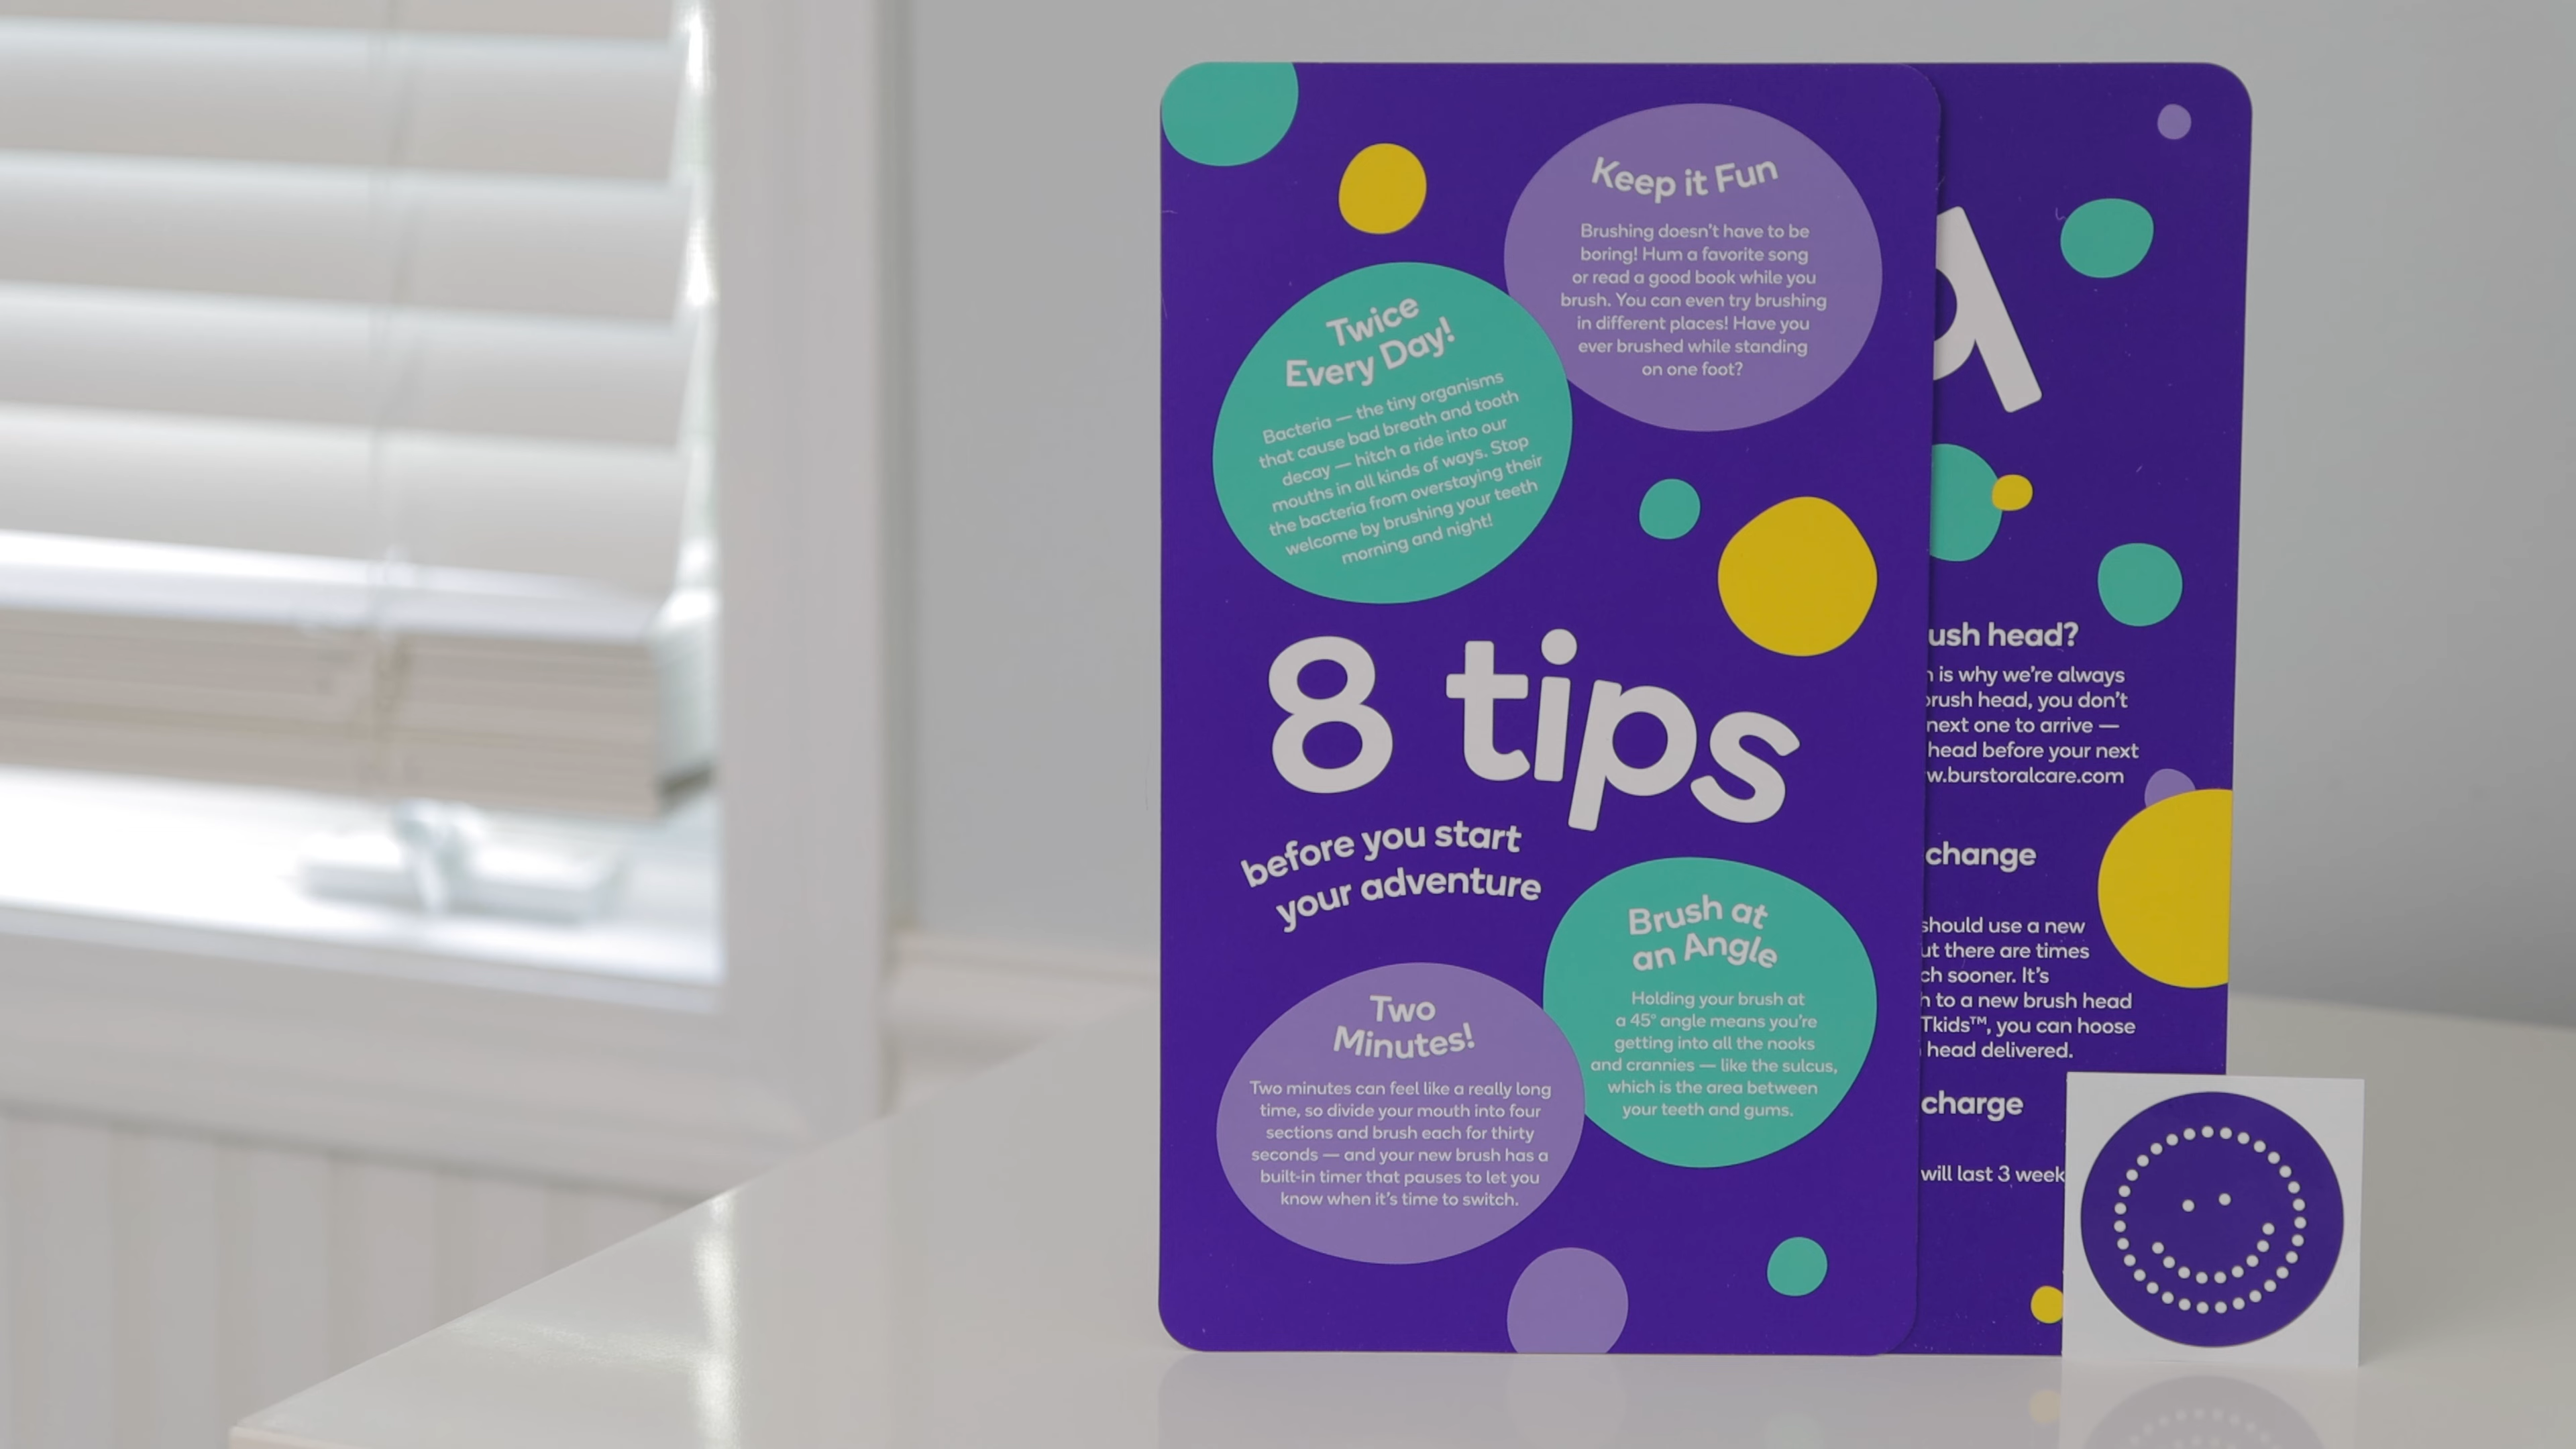 Keep it Fun
Brushing doesn't have to be
boring! Hum a favorite song
or read a good book while you
brush. You can even try brushing
in different places! Have you
ever brushed while standing
on one foot?
Twice
Every Day!
Bacteria — the tiny organisms
that cause bad breath and tooth
decay — hitch a ride into our
mouths in all kinds of ways. Stop
the bacteria from overstaying their
welcome by brushing your teeth
morning and night!
8 tips
before you start
your adventure
Brush at
an Angle
Holding your brush at
a 45° angle means you're
getting into all the nooks
and crannies — like the sulcus,
which is the area between
your teeth and gums.
Two
Minutes!
Two minutes can feel like a really long
time, so divide your mouth into four
sections and brush each for thirty
seconds — and your new brush has a
built-in timer that pauses to let you
know when it's time to switch.
ush head?
is why we're always
rush head, you don't
next one to arrive —
head before your next
w.burstoralcare.com
change
should use a new
ut there are times
ch sooner. It's
to a new brush head
Tkids™, you can hoose
head delivered.
charge
will last 3 week